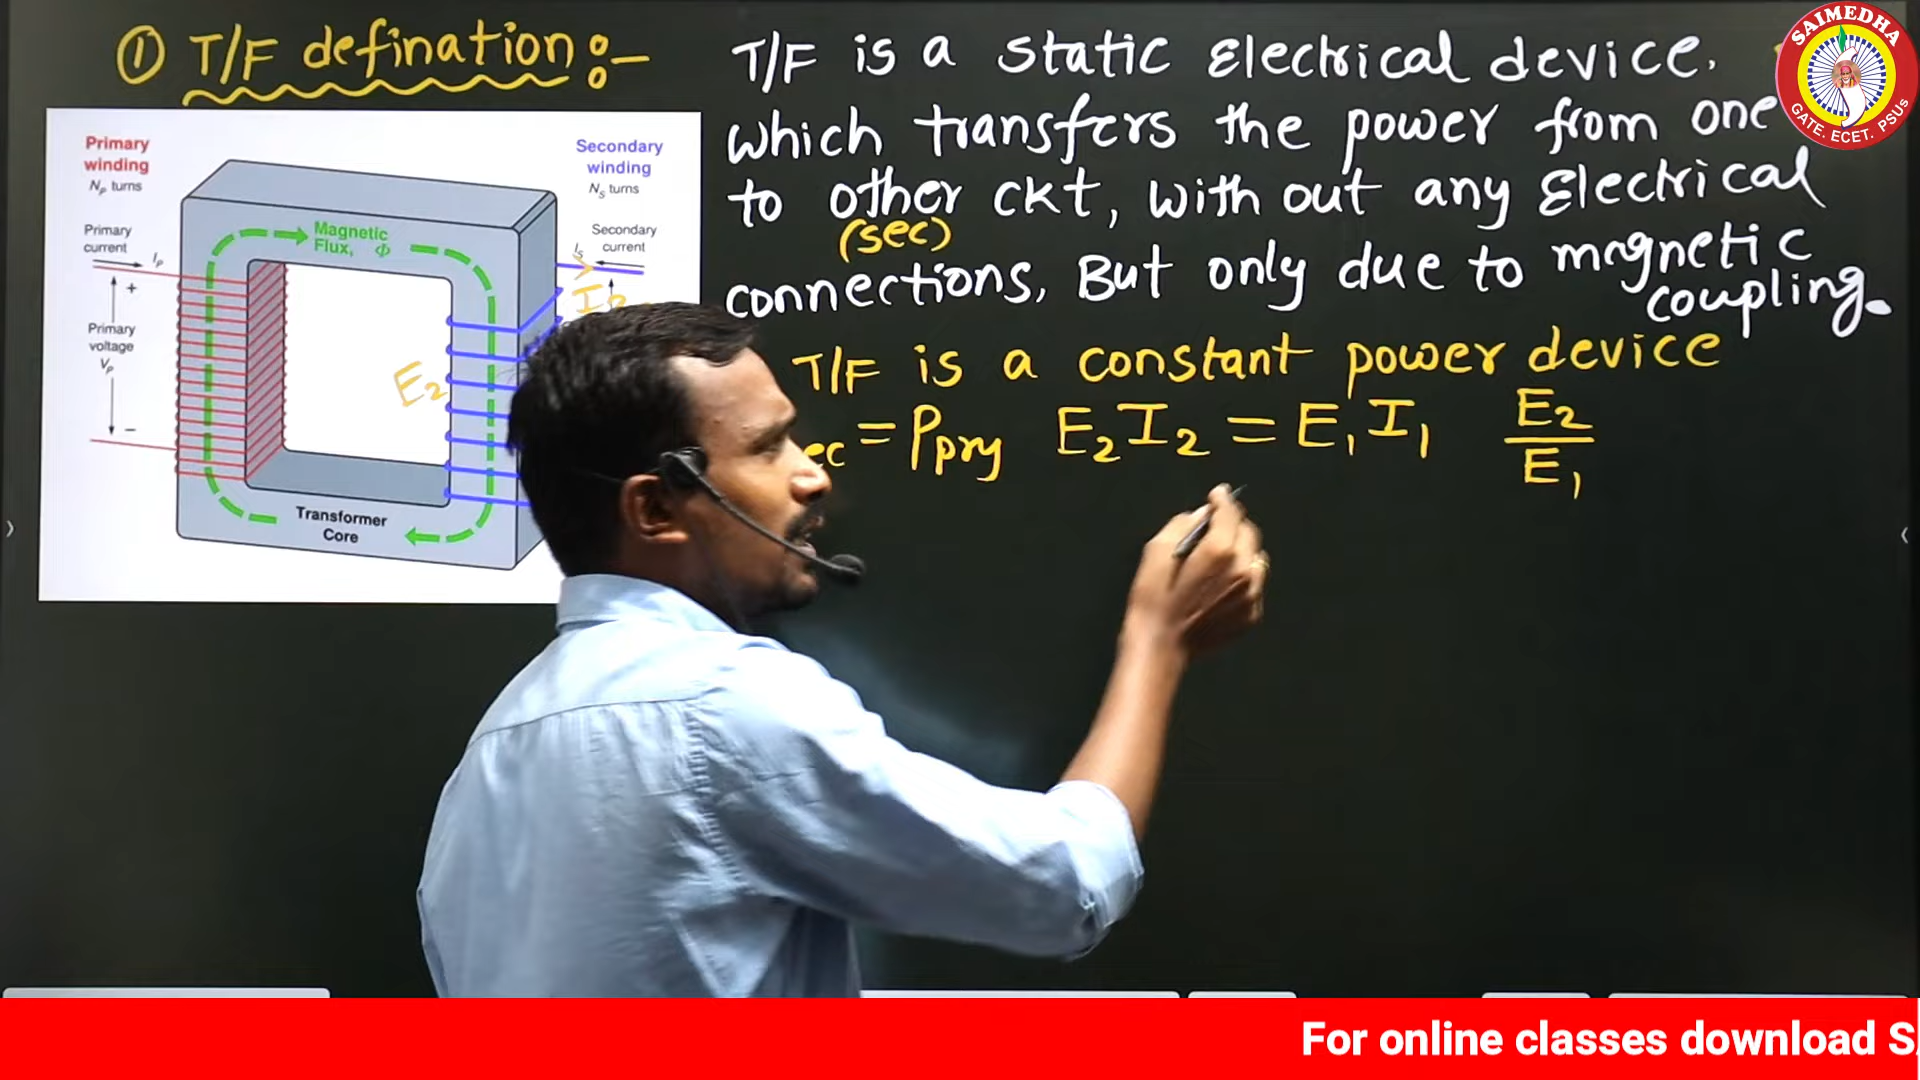 ① T/F defination :-
T/F is a static Electrical device.
which transfers the power from one
to other ckt, with out any Electrical
(sec)
connections, But only due to magnetic
coupling.
T/F is a constant power device
ec = Ppry E2I2 = E1I1 E2/E1
Primary
winding
NP turns
Primary
current
IP
+
Primary
voltage
VP
-
Magnetic
Flux, Φ
Secondary
winding
NS turns
Secondary
current
IS
I2
E2
Transformer
Core
SAIMEDHA
GATE. ECET. PSUs
For online classes download S